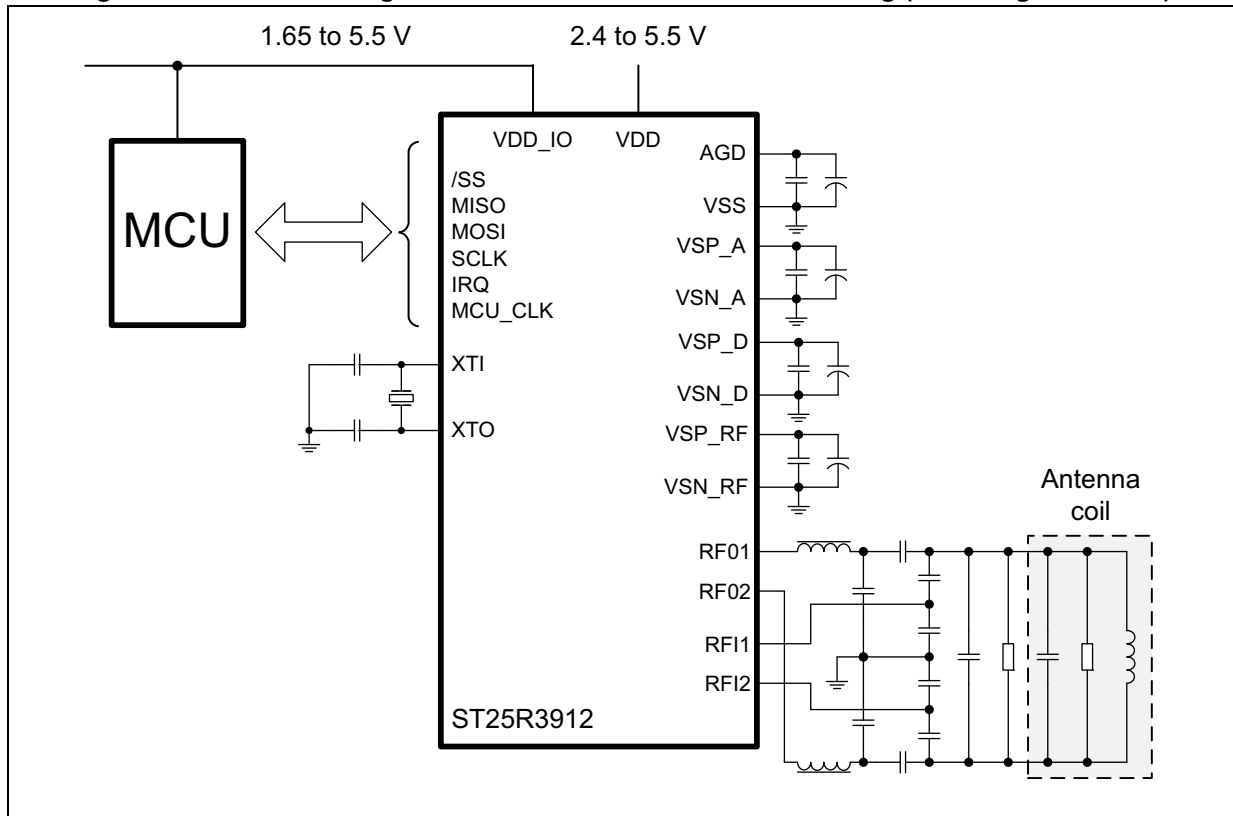 1.65 to 5.5 V
2.4 to 5.5 V
MCU
VDD_IO
VDD
/SS
MISO
MOSI
SCLK
IRQ
MCU_CLK
XTI
XTO
AGD
VSS
VSP_A
VSN_A
VSP_D
VSN_D
VSP_RF
VSN_RF
RF01
RF02
RFI1
RFI2
ST25R3912
Antenna
coil